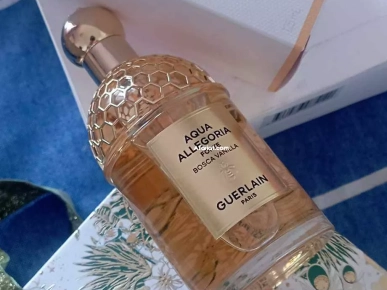 AQUA
ALLEGORIA
BOSCA VANILLA
GUERLAIN
PARIS